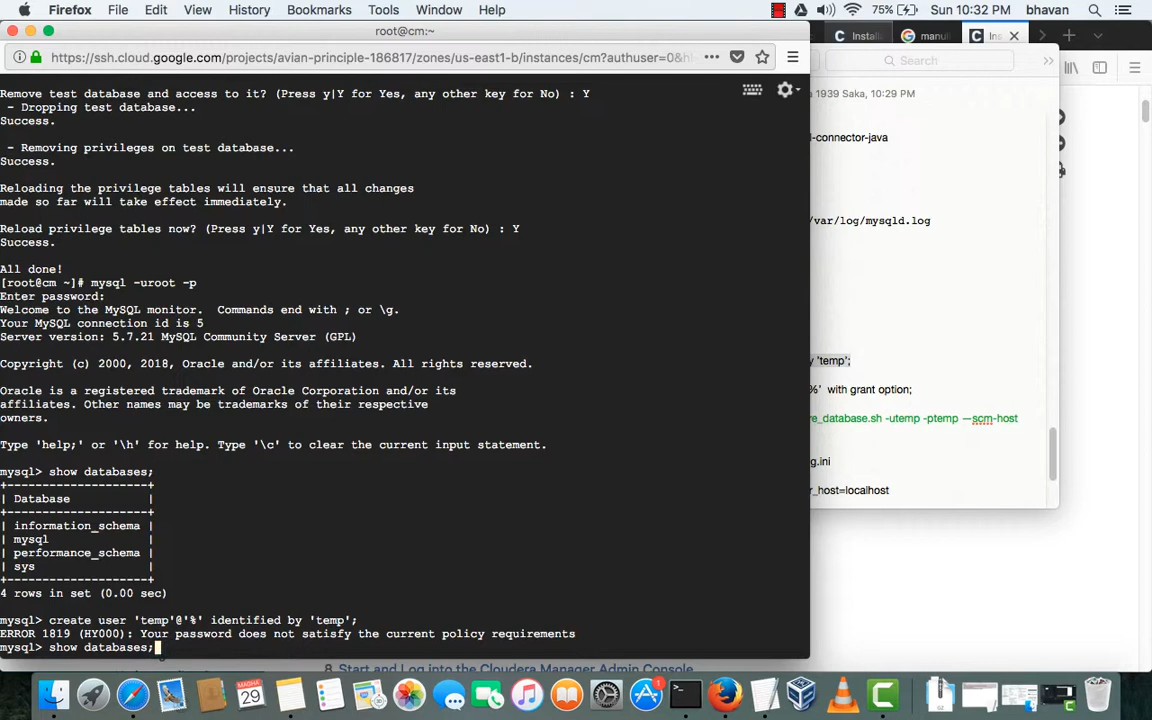 Firefox File Edit View History Bookmarks Tools Window Help 75% Sun 10:32 PM bhavan
root@cm:~
Install
manul
C Ins
https://ssh.cloud.google.com/projects/avian-principle-186817/zones/us-east1-b/instances/cm?authuser=0&h
Search
1939 Saka, 10:29 PM
Remove test database and access to it? (Press y|Y for Yes, any other key for No) : Y
- Dropping test database...
Success.
- Removing privileges on test database...
Success.
Reloading the privilege tables will ensure that all changes
made so far will take effect immediately.
Reload privilege tables now? (Press y|Y for Yes, any other key for No) : Y
Success.
All done!
[root@cm ~]# mysql -uroot -p
Enter password:
Welcome to the MySQL monitor. Commands end with ; or \g.
Your MySQL connection id is 5
Server version: 5.7.21 MySQL Community Server (GPL)
Copyright (c) 2000, 2018, Oracle and/or its affiliates. All rights reserved.
Oracle is a registered trademark of Oracle Corporation and/or its
affiliates. Other names may be trademarks of their respective
owners.
Type 'help;' or '\h' for help. Type '\c' to clear the current input statement.
mysql> show databases;
+--------------------+
| Database |
+--------------------+
| information_schema |
| mysql |
| performance_schema |
| sys |
+--------------------+
4 rows in set (0.00 sec)
mysql> create user 'temp'@'%' identified by 'temp';
ERROR 1819 (HY000): Your password does not satisfy the current policy requirements
mysql> show databases;
l-connector-java
/var/log/mysqld.log
y 'temp';
%' with grant option;
re_database.sh -utemp -ptemp —scm-host
g.ini
r_host=localhost
8. Start and Log into the Cloudera Manager Admin Console
MAGHA
29